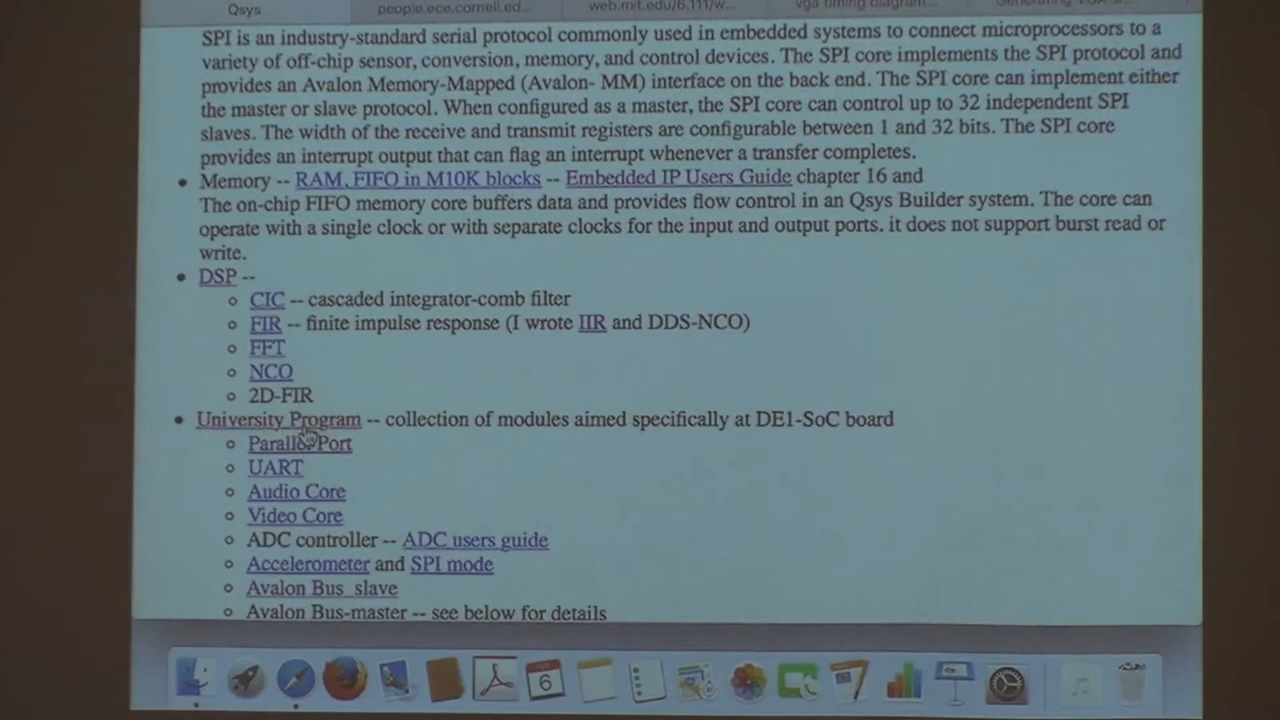 Qsys
people.ece.cornell.ed...
web.mit.edu/6.111/w...
vga timing diagram...
SPI is an industry-standard serial protocol commonly used in embedded systems to connect microprocessors to a
variety of off-chip sensor, conversion, memory, and control devices. The SPI core implements the SPI protocol and
provides an Avalon Memory-Mapped (Avalon- MM) interface on the back end. The SPI core can implement either
the master or slave protocol. When configured as a master, the SPI core can control up to 32 independent SPI
slaves. The width of the receive and transmit registers are configurable between 1 and 32 bits. The SPI core
provides an interrupt output that can flag an interrupt whenever a transfer completes.
Memory -- RAM, FIFO in M10K blocks -- Embedded IP Users Guide chapter 16 and
The on-chip FIFO memory core buffers data and provides flow control in an Qsys Builder system. The core can
operate with a single clock or with separate clocks for the input and output ports. it does not support burst read or
write.
DSP --
CIC -- cascaded integrator-comb filter
FIR -- finite impulse response (I wrote IIR and DDS-NCO)
FFT
NCO
2D-FIR
University Program -- collection of modules aimed specifically at DE1-SoC board
Parallel Port
UART
Audio Core
Video Core
ADC controller -- ADC users guide
Accelerometer and SPI mode
Avalon Bus_slave
Avalon Bus-master -- see below for details
6